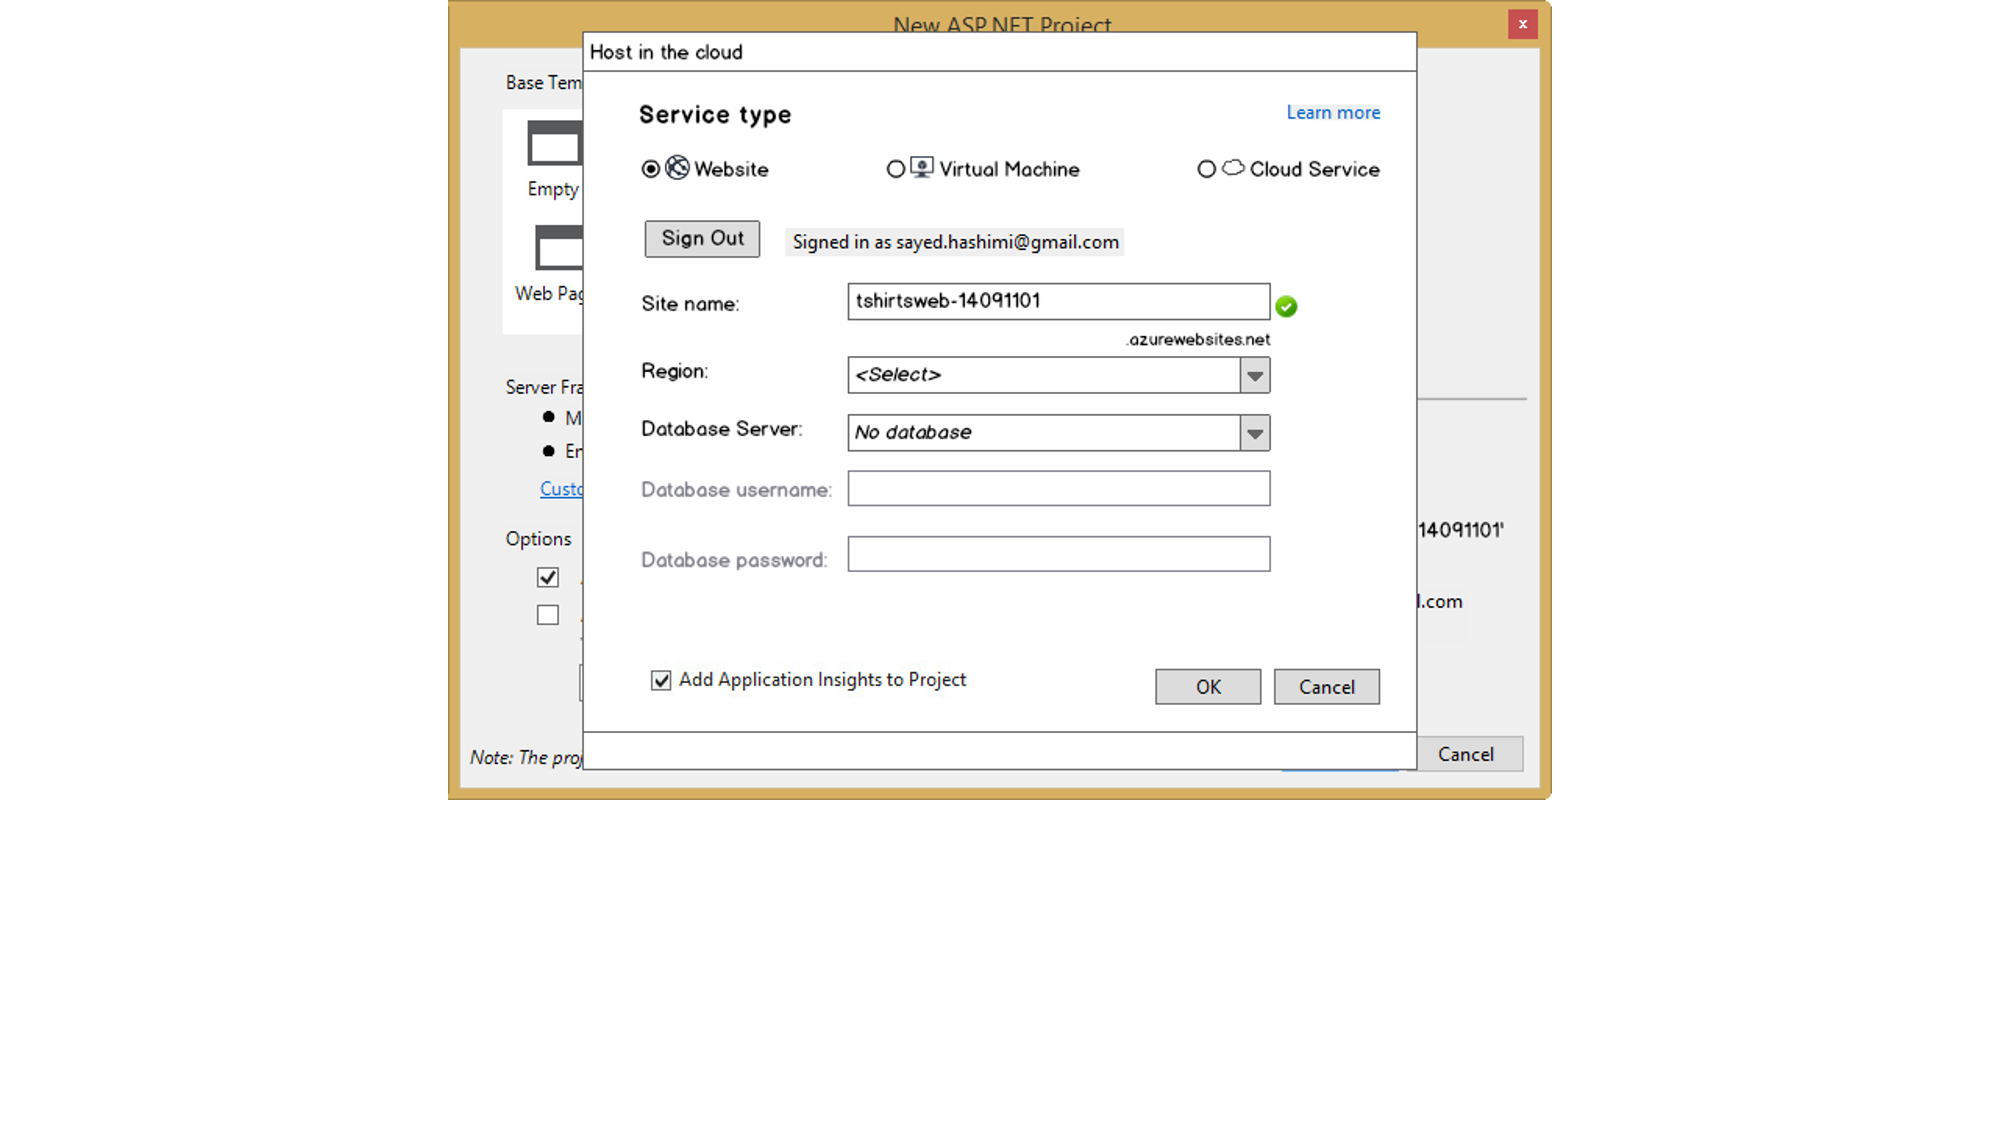 New ASP.NET Project
x
Host in the cloud
Base Tem
Service type
Learn more
Website
Virtual Machine
Cloud Service
Empty
Sign Out
Signed in as sayed.hashimi@gmail.com
Web Pag
Site name:
tshirtsweb-14091101
.azurewebsites.net
Region:
<Select>
Server Fra
M
Database Server:
No database
En
Custo
Database username:
14091101'
Options
Database password:
l.com
Add Application Insights to Project
OK
Cancel
Note: The proj
Cancel